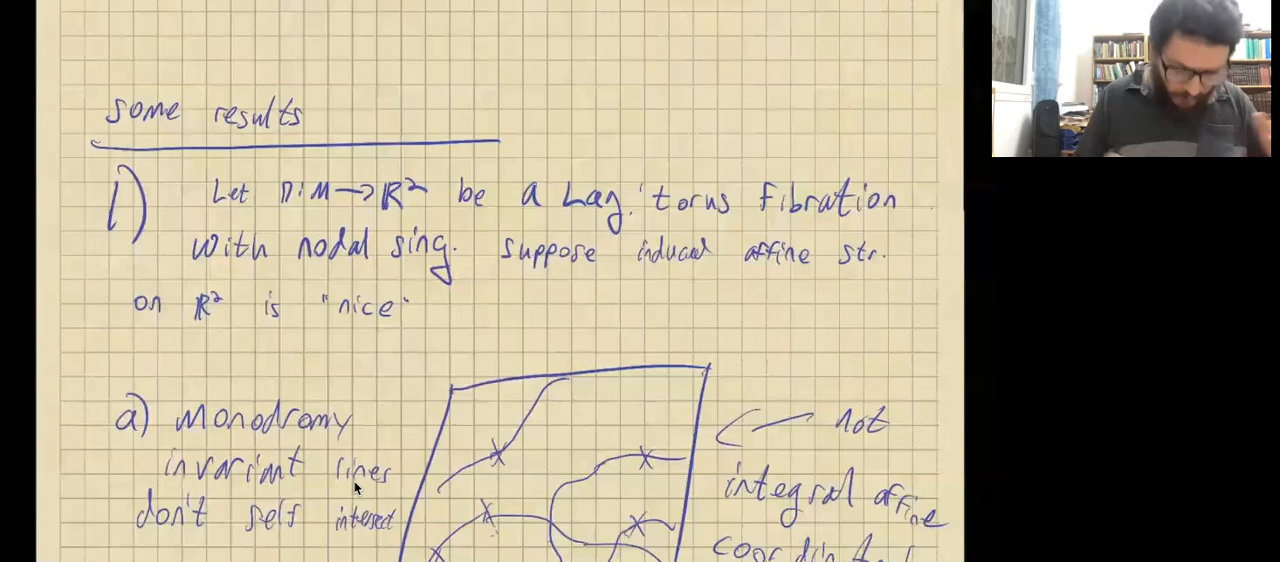 some results
1) Let π: M → R² be a Lag. torus fibration
with nodal sing. suppose induced affine str.
on R² is "nice"
a) monodromy
invariant lines
don't self intersect
not
integral affine